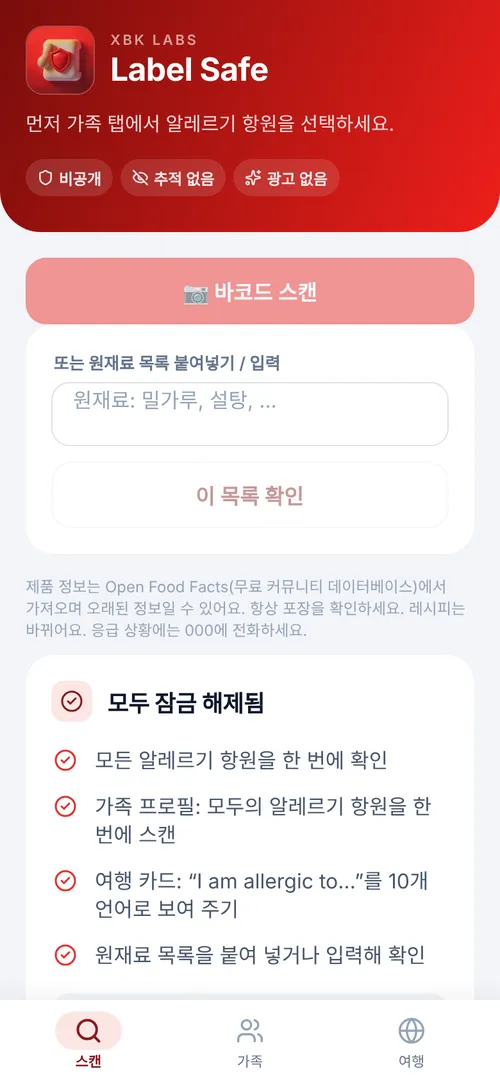 XBK LABS
Label Safe
먼저 가족 탭에서 알레르기 항원을 선택하세요.
비공개
추적 없음
광고 없음
📷 바코드 스캔
또는 원재료 목록 붙여넣기 / 입력
원재료: 밀가루, 설탕, ...
이 목록 확인
제품 정보는 Open Food Facts(무료 커뮤니티 데이터베이스)에서
가져오며 오래된 정보일 수 있어요. 항상 포장을 확인하세요. 레시피는
바뀌어요. 응급 상황에는 000에 전화하세요.
모두 잠금 해제됨
모든 알레르기 항원을 한 번에 확인
가족 프로필: 모두의 알레르기 항원을 한
번에 스캔
여행 카드: “I am allergic to…”를 10개
언어로 보여 주기
원재료 목록을 붙여 넣거나 입력해 확인
스캔
가족
여행